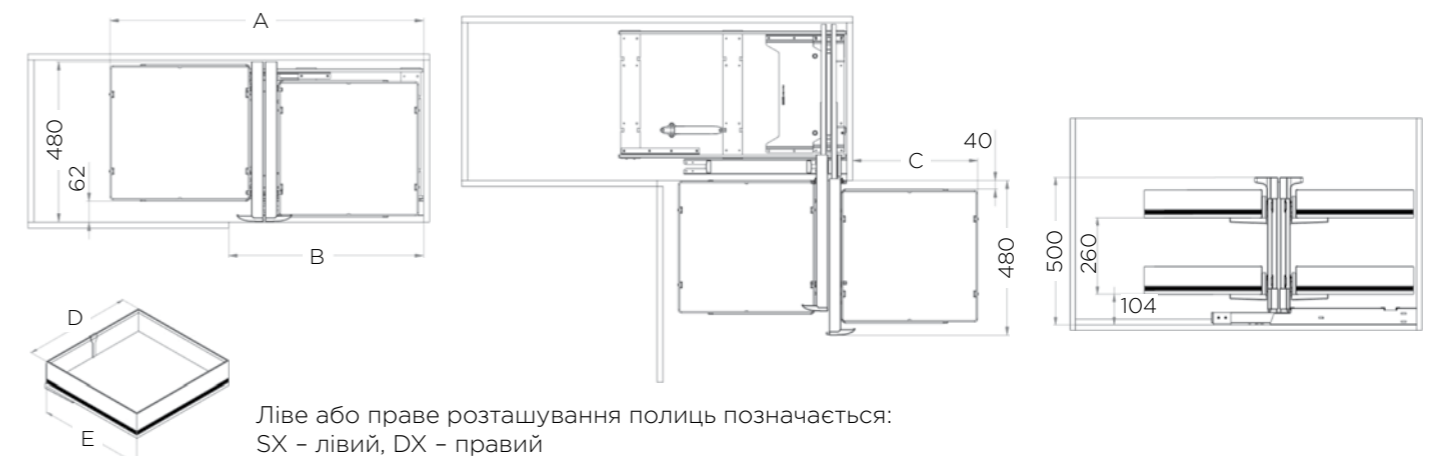 A
480
62
B
40
C
480
500
260
104
D
E
Ліве або праве розташування полиць позначається:
SX – лівий, DX – правий